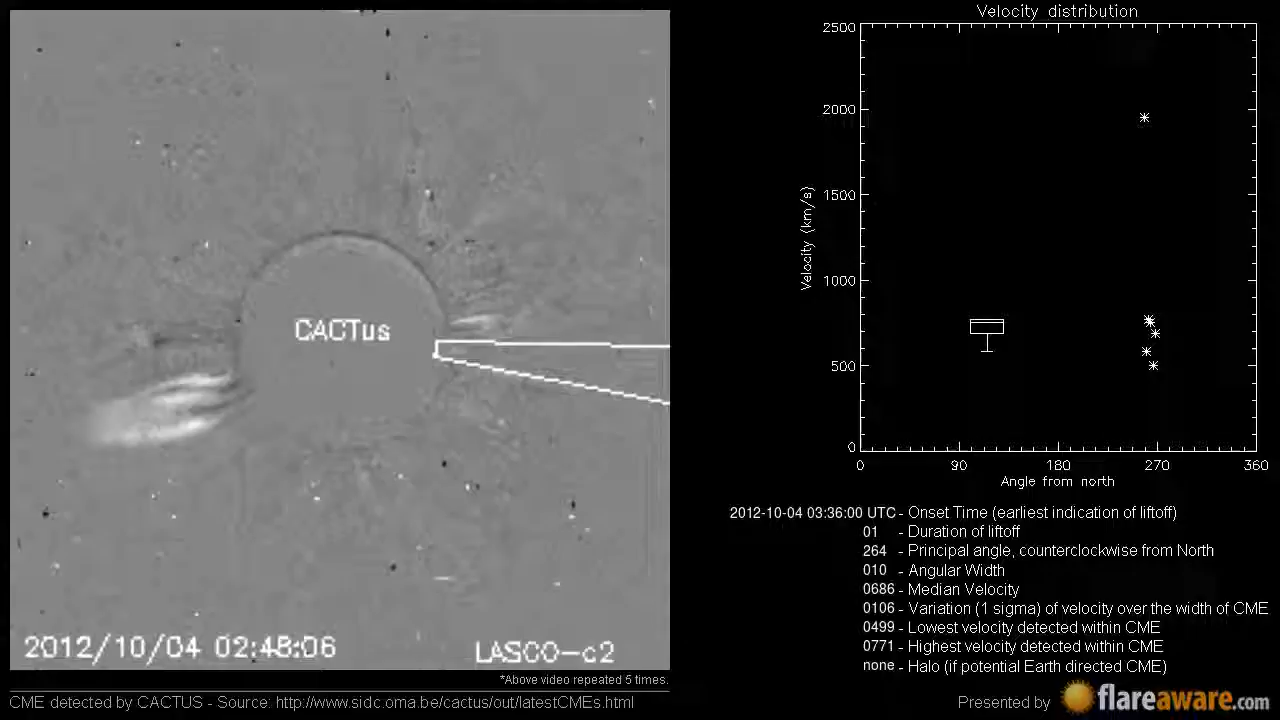 CACTus
2012/10/04 02:48:06
LASCO-c2
*Above video repeated 5 times.
CME detected by CACTUS - Source: http://www.sidc.oma.be/cactus/out/latestCMEs.html
Velocity distribution
Velocity (km/s)
2500
2000
1500
1000
500
0
0 90 180 270 360
Angle from north
2012-10-04 03:36:00 UTC - Onset Time (earliest indication of liftoff)
01 - Duration of liftoff
264 - Principal angle, counterclockwise from North
010 - Angular Width
0686 - Median Velocity
0106 - Variation (1 sigma) of velocity over the width of CME
0499 - Lowest velocity detected within CME
0771 - Highest velocity detected within CME
none - Halo (if potential Earth directed CME)
Presented by flareaware.com